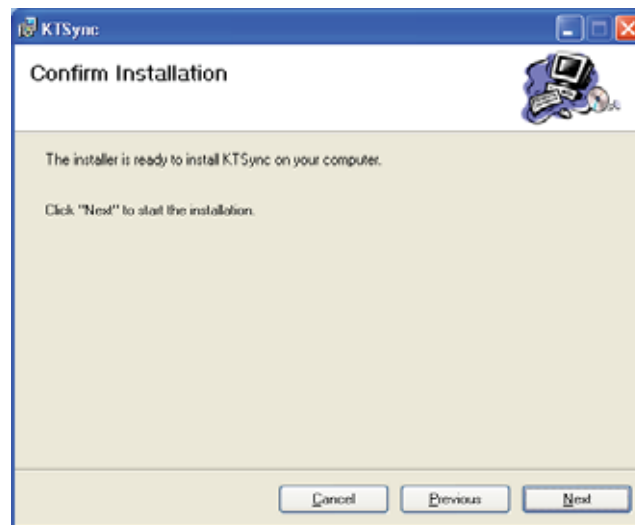 KTSync
Confirm Installation
The installer is ready to install KTSync on your computer.
Click "Next" to start the installation.
Cancel Previous Next